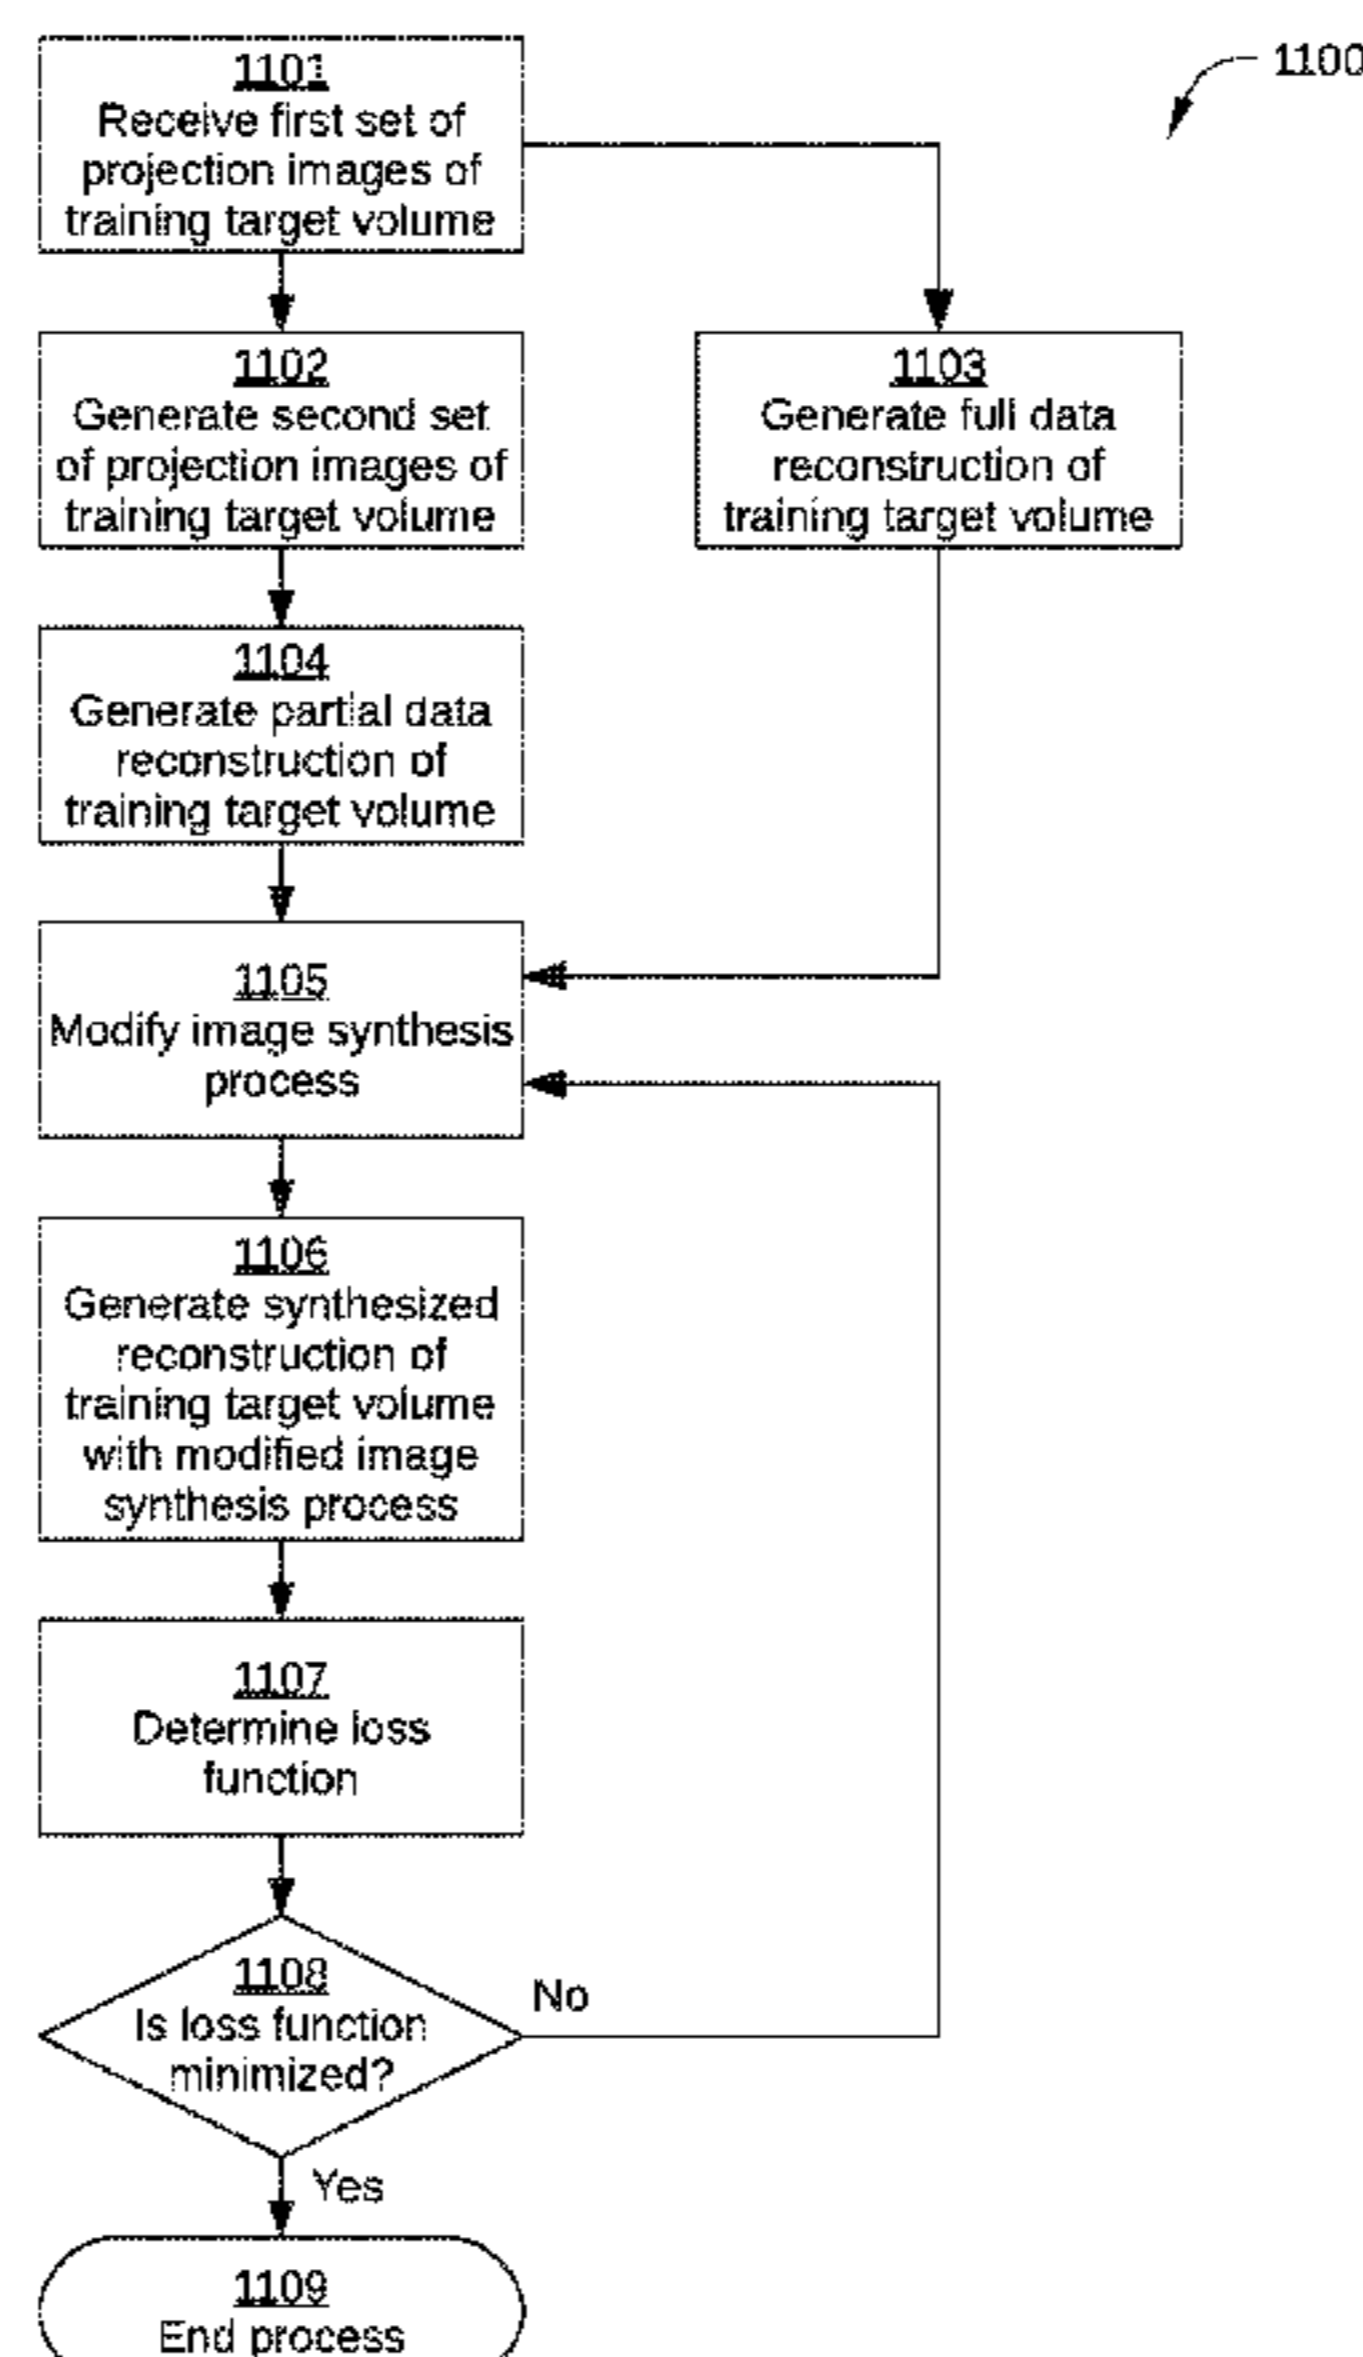 1100
1101
Receive first set of
projection images of
training target volume
1102
Generate second set
of projection images of
training target volume
1103
Generate full data
reconstruction of
training target volume
1104
Generate partial data
reconstruction of
training target volume
1105
Modify image synthesis
process
1106
Generate synthesized
reconstruction of
training target volume
with modified image
synthesis process
1107
Determine loss
function
1108
Is loss function
minimized?
No
Yes
1109
End process